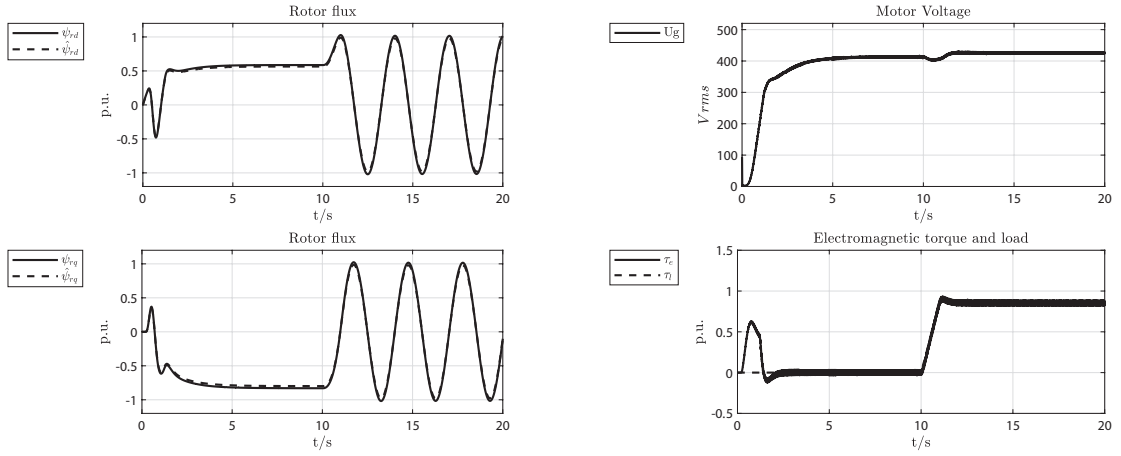 Rotor flux
ψrd
ψ̂rd
p.u.
1
0.5
0
-0.5
-1
0 5 10 15 20
t/s
Motor Voltage
Ug
Vrms
500
400
300
200
100
0
0 5 10 15 20
t/s
Rotor flux
ψrq
ψ̂rq
p.u.
1
0.5
0
-0.5
-1
0 5 10 15 20
t/s
Electromagnetic torque and load
τe
τl
p.u.
1.5
1
0.5
0
-0.5
0 5 10 15 20
t/s